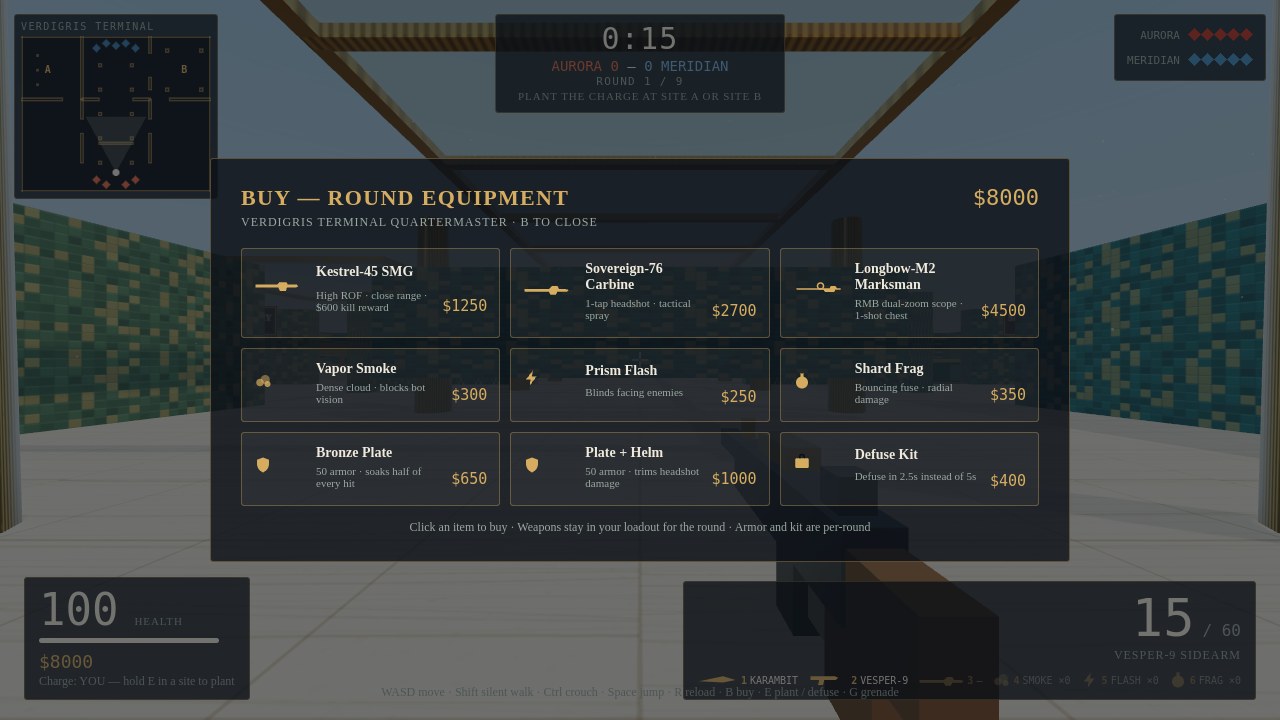 VERDIGRIS TERMINAL
A
B
0:15
AURORA 0 — 0 MERIDIAN
ROUND 1 / 9
PLANT THE CHARGE AT SITE A OR SITE B
AURORA
MERIDIAN
BUY — ROUND EQUIPMENT
$8000
VERDIGRIS TERMINAL QUARTERMASTER · B TO CLOSE
Kestrel-45 SMG
High ROF · close range ·
$600 kill reward
$1250
Sovereign-76
Carbine
1-tap headshot · tactical
spray
$2700
Longbow-M2
Marksman
RMB dual-zoom scope ·
1-shot chest
$4500
Vapor Smoke
Dense cloud · blocks bot
vision
$300
Prism Flash
Blinds facing enemies
$250
Shard Frag
Bouncing fuse · radial
damage
$350
Bronze Plate
50 armor · soaks half of
every hit
$650
Plate + Helm
50 armor · trims headshot
damage
$1000
Defuse Kit
Defuse in 2.5s instead of 5s
$400
Click an item to buy · Weapons stay in your loadout for the round · Armor and kit are per-round
100 HEALTH
$8000
Charge: YOU — hold E in a site to plant
15 / 60
VESPER-9 SIDEARM
1 KARAMBIT
2 VESPER-9
3 —
4 SMOKE ×0
5 FLASH ×0
6 FRAG ×0
WASD move · Shift silent walk · Ctrl crouch · Space jump · R reload · B buy · E plant / defuse · G grenade